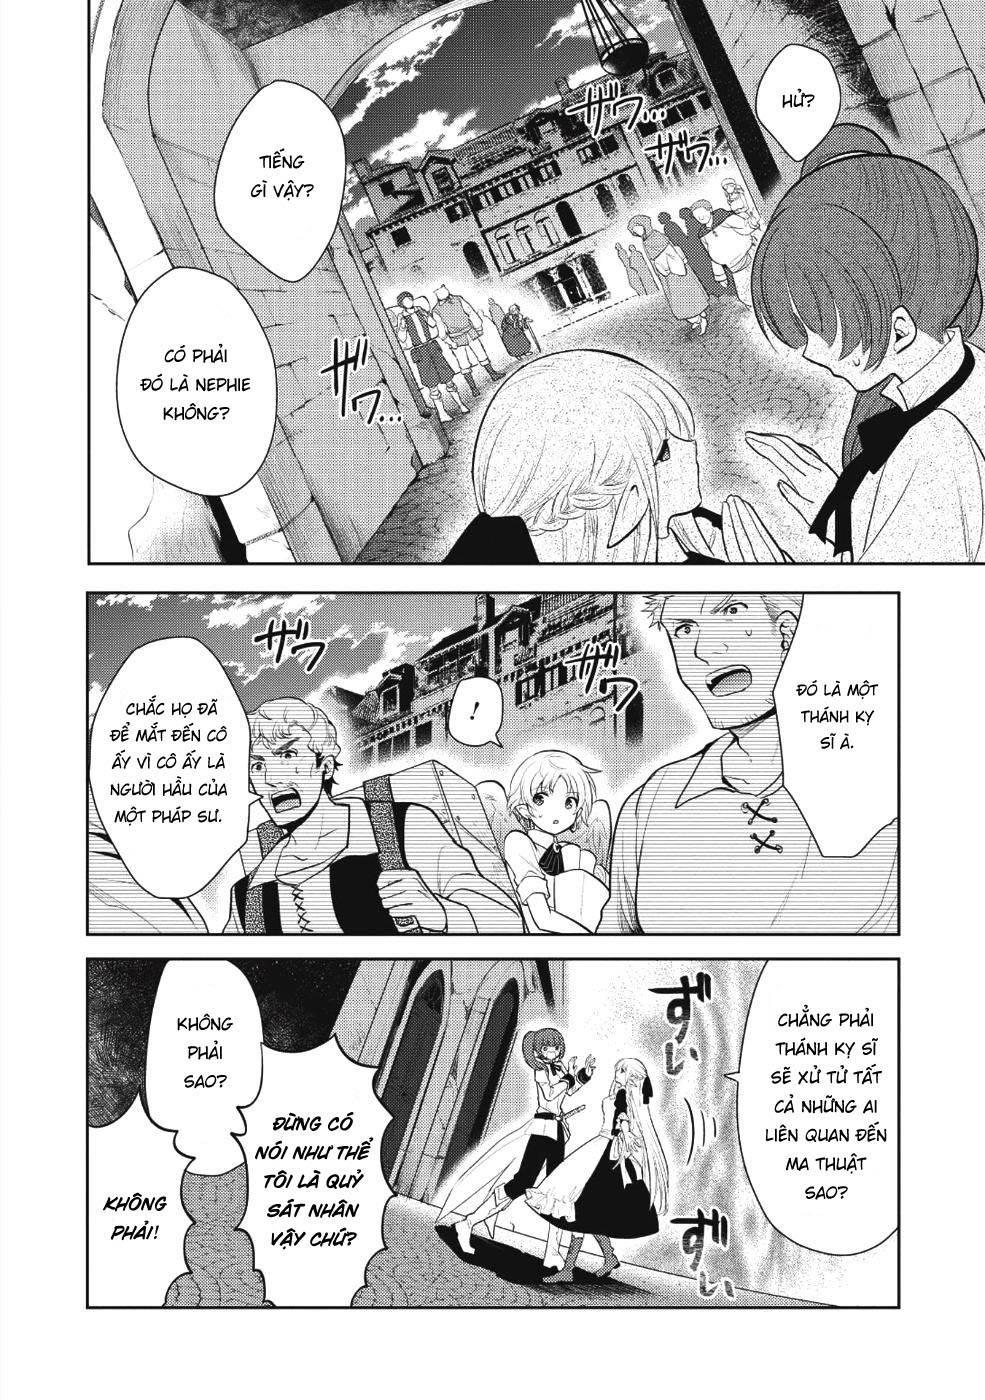 HỬ?
ザワ...
ザワ...
TIẾNG
GÌ VẬY?
CÓ PHẢI
ĐÓ LÀ NEPHIE
KHÔNG?
ザワ...
ĐÓ LÀ MỘT
THÁNH KỴ
SĨ À.
ザワ
!
ザワ
CHẮC HỌ ĐÃ
ĐỂ MẮT ĐẾN CÔ
ẤY VÌ CÔ ẤY LÀ
NGƯỜI HẦU CỦA
MỘT PHÁP SƯ.
CHẲNG PHẢI
THÁNH KỴ SĨ
SẼ XỬ TỬ TẤT
CẢ NHỮNG AI
LIÊN QUAN ĐẾN
MA THUẬT
SAO?
ずい
ずい
ĐỪNG CÓ
NÓI NHƯ THỂ
TÔI LÀ QUỶ
SÁT NHÂN
VẬY CHỨ?
KHÔNG
PHẢI
SAO?
KHÔNG
PHẢI!